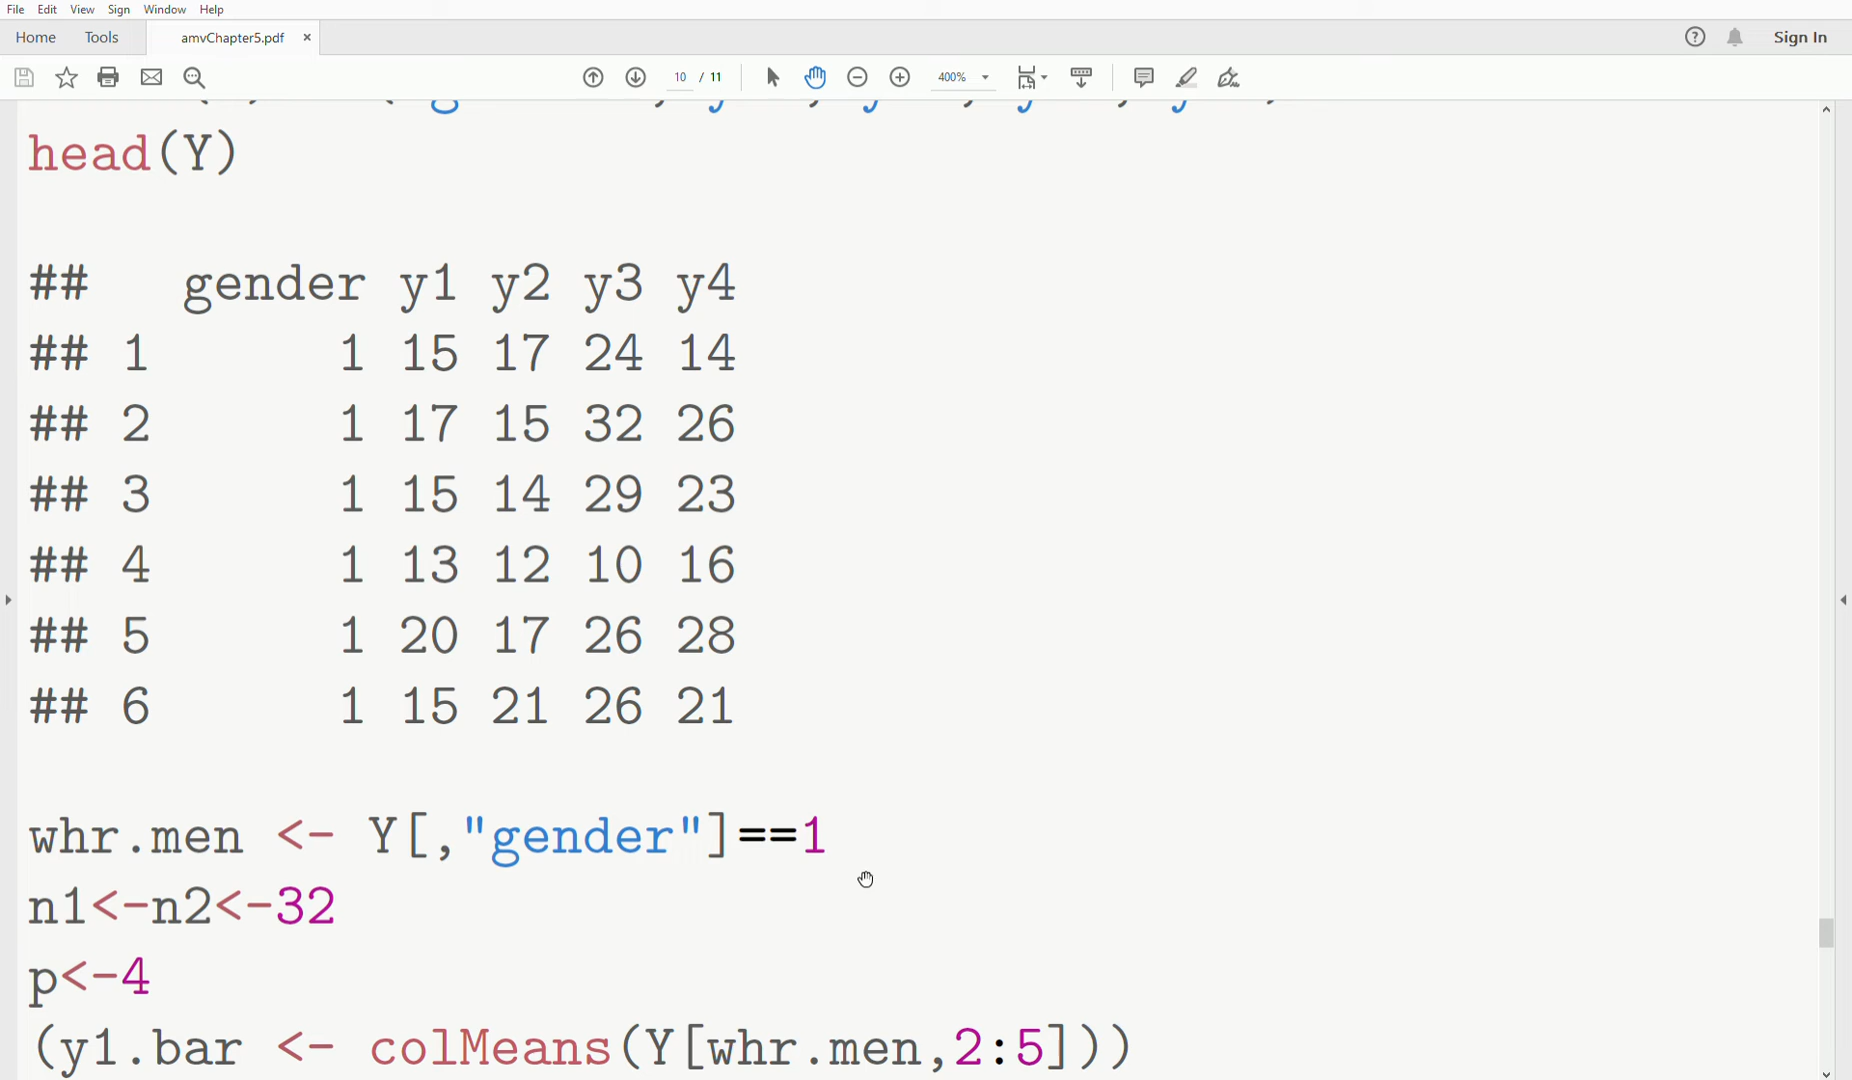 File Edit View Sign Window Help
Home Tools amvChapter5.pdf × Sign In
10 / 11 400%
head(Y)
## gender y1 y2 y3 y4
## 1 1 15 17 24 14
## 2 1 17 15 32 26
## 3 1 15 14 29 23
## 4 1 13 12 10 16
## 5 1 20 17 26 28
## 6 1 15 21 26 21
whr.men <- Y[,"gender"]==1
n1<-n2<-32
p<-4
(y1.bar <- colMeans(Y[whr.men,2:5]))